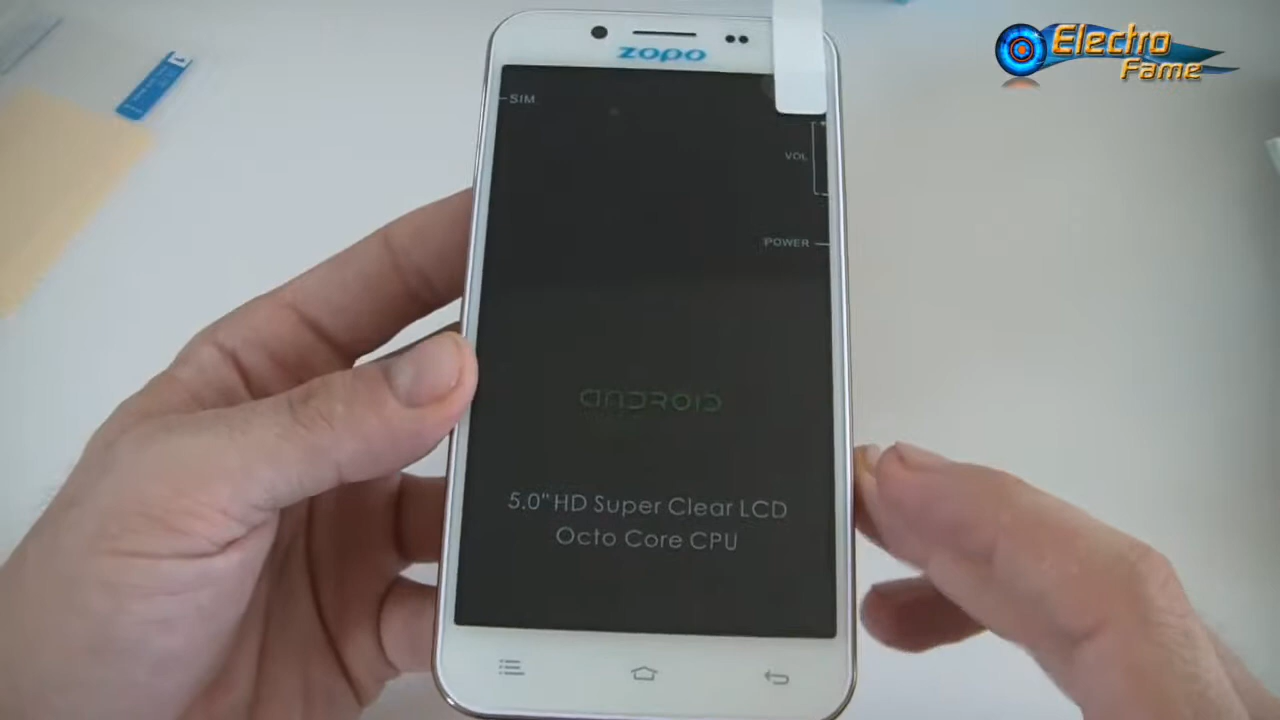 Electro
Fame
ZOPO
SIM
VOL
POWER
ANDROID
5.0" HD Super Clear LCD
Octo Core CPU